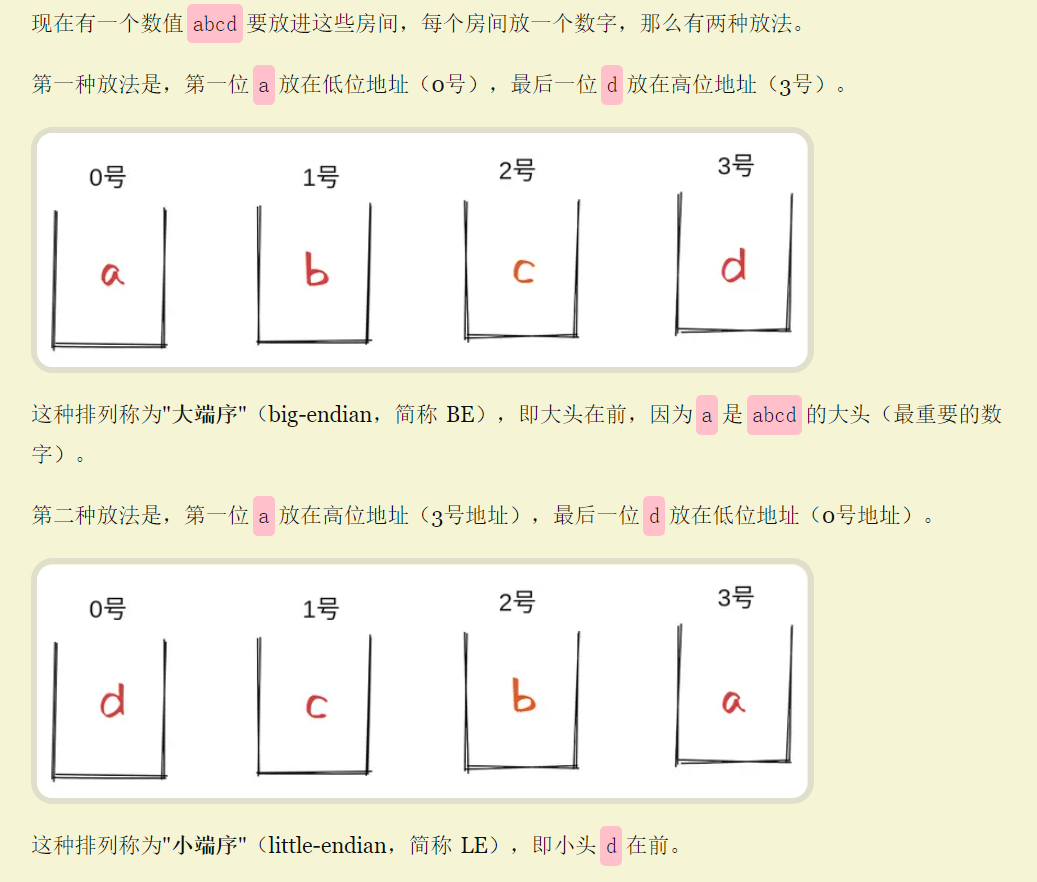 现在有一个数值 abcd 要放进这些房间，每个房间放一个数字，那么有两种放法。
第一种放法是，第一位 a 放在低位地址（0号），最后一位 d 放在高位地址（3号）。
0号 1号 2号 3号
a b c d
这种排列称为"大端序"（big-endian，简称 BE），即大头在前，因为 a 是 abcd 的大头（最重要的数
字）。
第二种放法是，第一位 a 放在高位地址（3号地址），最后一位 d 放在低位地址（0号地址）。
0号 1号 2号 3号
d c b a
这种排列称为"小端序"（little-endian，简称 LE），即小头 d 在前。